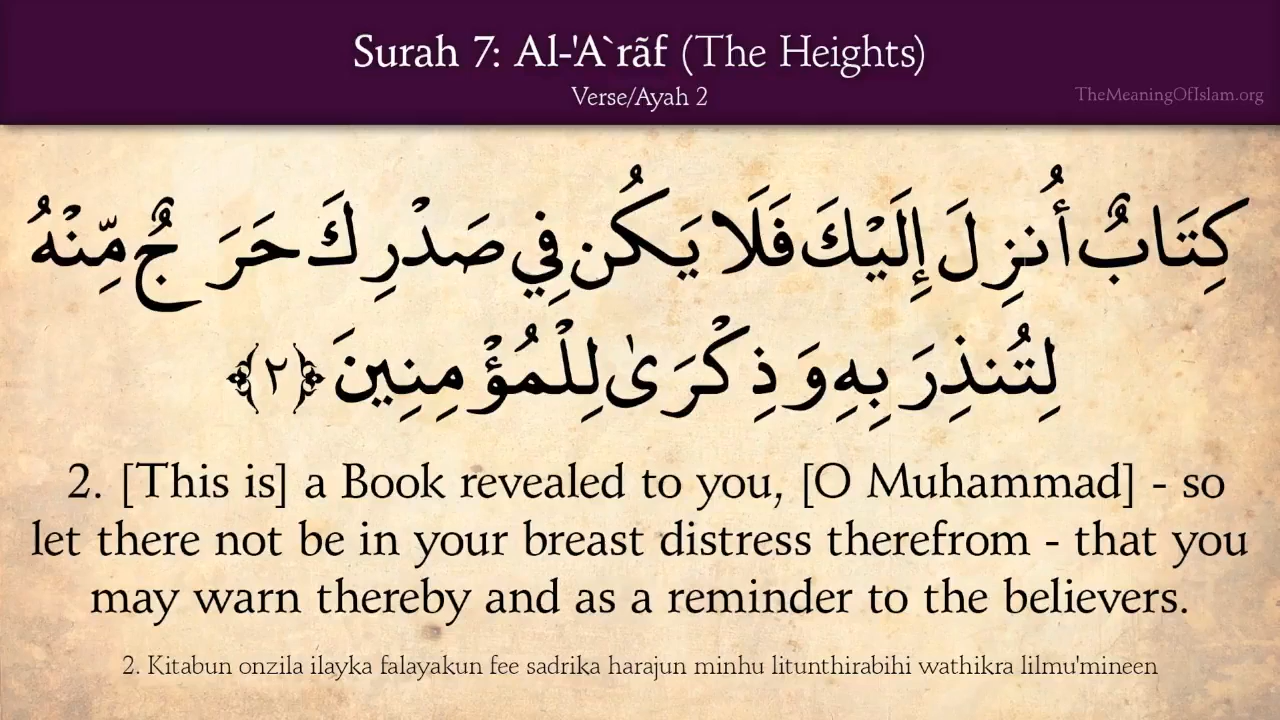 Surah 7: Al-'A`rãf (The Heights)
Verse/Ayah 2
TheMeaningOfIslam.org
كِتَابٌ أُنزِلَ إِلَيْكَ فَلَا يَكُن فِي صَدْرِكَ حَرَجٌ مِّنْهُ
لِتُنذِرَ بِهِ وَذِكْرَىٰ لِلْمُؤْمِنِينَ ﴿٢﴾
2. [This is] a Book revealed to you, [O Muhammad] - so
let there not be in your breast distress therefrom - that you
may warn thereby and as a reminder to the believers.
2. Kitabun onzila ilayka falayakun fee sadrika harajun minhu litunthirabihi wathikra lilmu'mineen